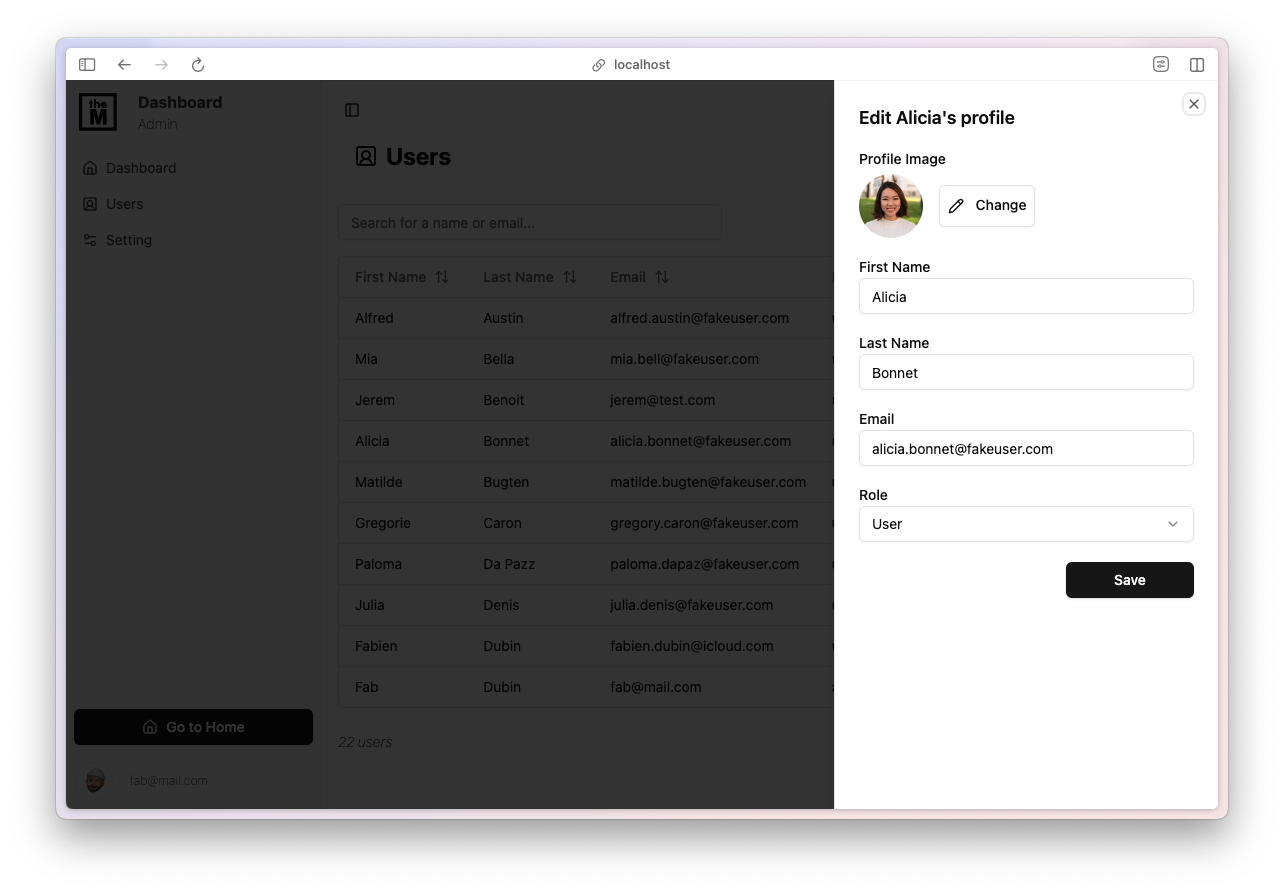 localhost
the
M
Dashboard
Admin
Dashboard
Users
Setting
Go to Home
fab@mail.com
Users
Search for a name or email...
First Name Last Name Email
Alfred Austin alfred.austin@fakeuser.com
Mia Bella mia.bell@fakeuser.com
Jerem Benoit jerem@test.com
Alicia Bonnet alicia.bonnet@fakeuser.com
Matilde Bugten matilde.bugten@fakeuser.com
Gregorie Caron gregory.caron@fakeuser.com
Paloma Da Pazz paloma.dapaz@fakeuser.com
Julia Denis julia.denis@fakeuser.com
Fabien Dubin fabien.dubin@icloud.com
Fab Dubin fab@mail.com
22 users
Edit Alicia's profile
Profile Image
Change
First Name
Alicia
Last Name
Bonnet
Email
alicia.bonnet@fakeuser.com
Role
User
Save